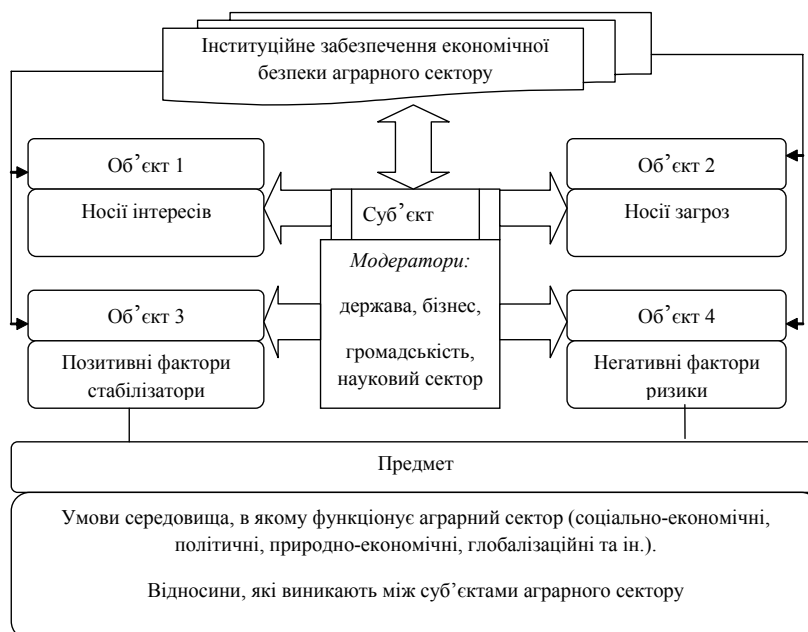 Інституційне забезпечення економічної
безпеки аграрного сектору
Об’єкт 1
Носії інтересів
Об’єкт 2
Носії загроз
Суб’єкт
Модератори:
держава, бізнес,
громадськість,
науковий сектор
Об’єкт 3
Позитивні фактори
стабілізатори
Об’єкт 4
Негативні фактори
ризики
Предмет
Умови середовища, в якому функціонує аграрний сектор (соціально-економічні,
політичні, природно-економічні, глобалізаційні та ін.).
Відносини, які виникають між суб’єктами аграрного сектору